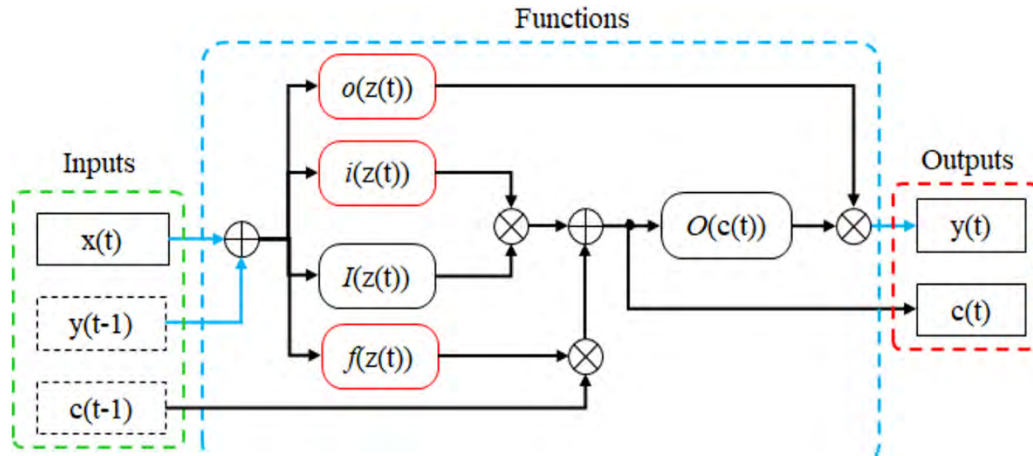 Functions
Inputs
Outputs
o(z(t))
i(z(t))
x(t)
O(c(t))
y(t)
I(z(t))
y(t-1)
c(t)
f(z(t))
c(t-1)